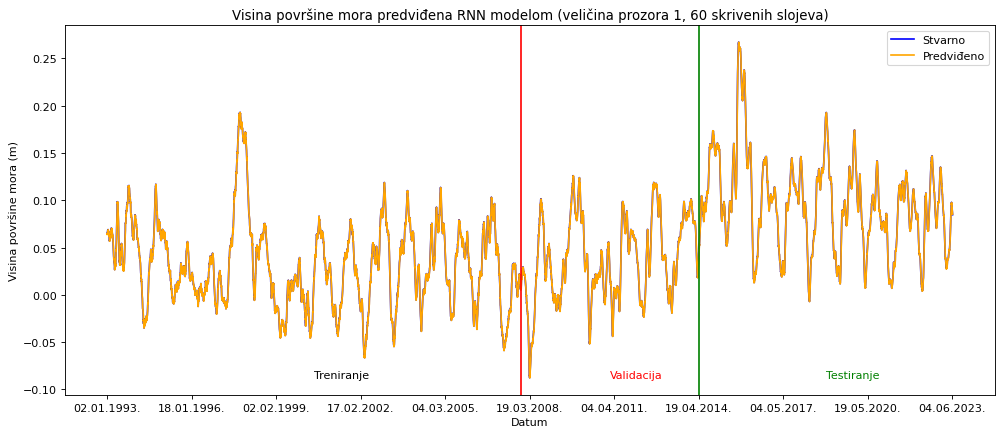 Visina površine mora predviđena RNN modelom (veličina prozora 1, 60 skrivenih slojeva)
Stvarno
Predviđeno
Visina površine mora (m)
0.25
0.20
0.15
0.10
0.05
0.00
−0.05
−0.10
Treniranje
Validacija
Testiranje
02.01.1993.
18.01.1996.
02.02.1999.
17.02.2002.
04.03.2005.
19.03.2008.
04.04.2011.
19.04.2014.
04.05.2017.
19.05.2020.
04.06.2023.
Datum